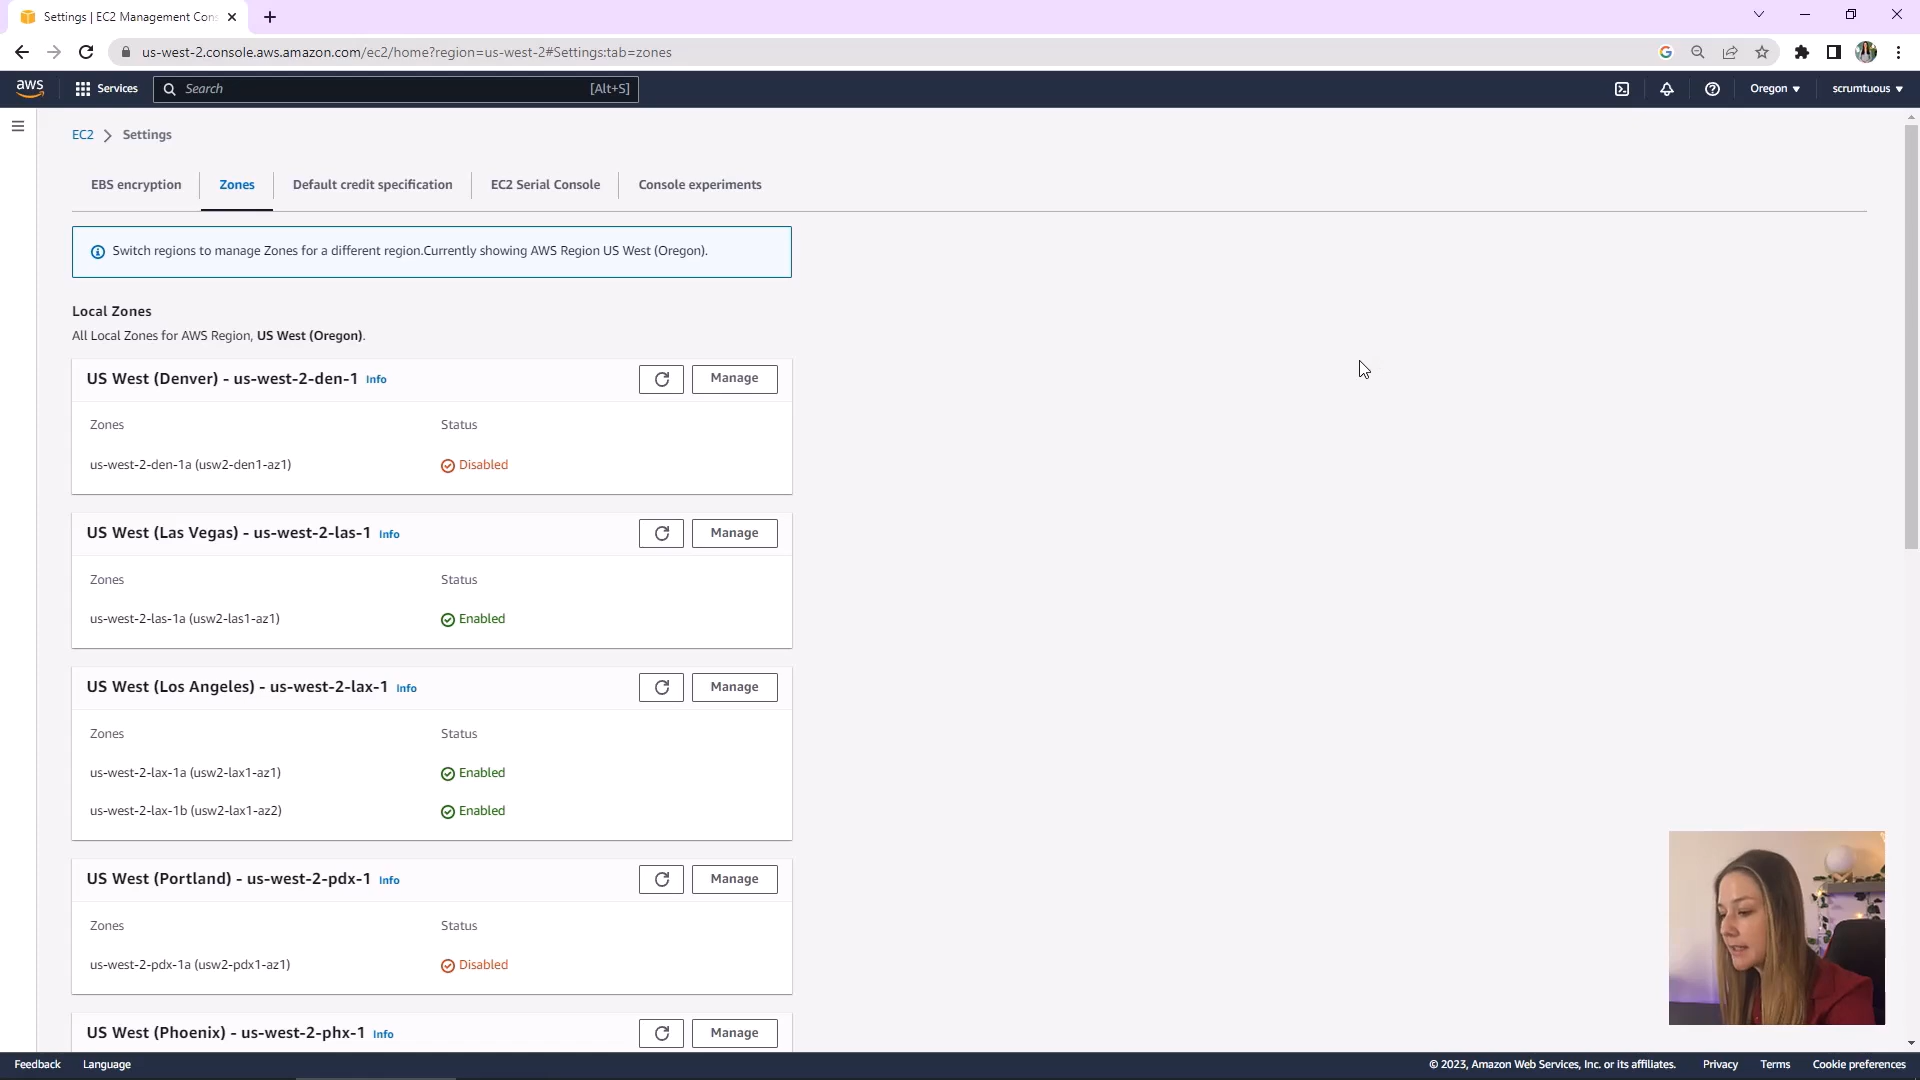 Settings | EC2 Management Con
us-west-2.console.aws.amazon.com/ec2/home?region=us-west-2#Settings:tab=zones
aws Services Search [Alt+S] Oregon scrumtuous
EC2 Settings
EBS encryption Zones Default credit specification EC2 Serial Console Console experiments
Switch regions to manage Zones for a different region.Currently showing AWS Region US West (Oregon).
Local Zones
All Local Zones for AWS Region, US West (Oregon).
US West (Denver) - us-west-2-den-1 Info Manage
Zones Status
us-west-2-den-1a (usw2-den1-az1) Disabled
US West (Las Vegas) - us-west-2-las-1 Info Manage
Zones Status
us-west-2-las-1a (usw2-las1-az1) Enabled
US West (Los Angeles) - us-west-2-lax-1 Info Manage
Zones Status
us-west-2-lax-1a (usw2-lax1-az1) Enabled
us-west-2-lax-1b (usw2-lax1-az2) Enabled
US West (Portland) - us-west-2-pdx-1 Info Manage
Zones Status
us-west-2-pdx-1a (usw2-pdx1-az1) Disabled
US West (Phoenix) - us-west-2-phx-1 Info Manage
Feedback Language © 2023, Amazon Web Services, Inc. or its affiliates. Privacy Terms Cookie preferences